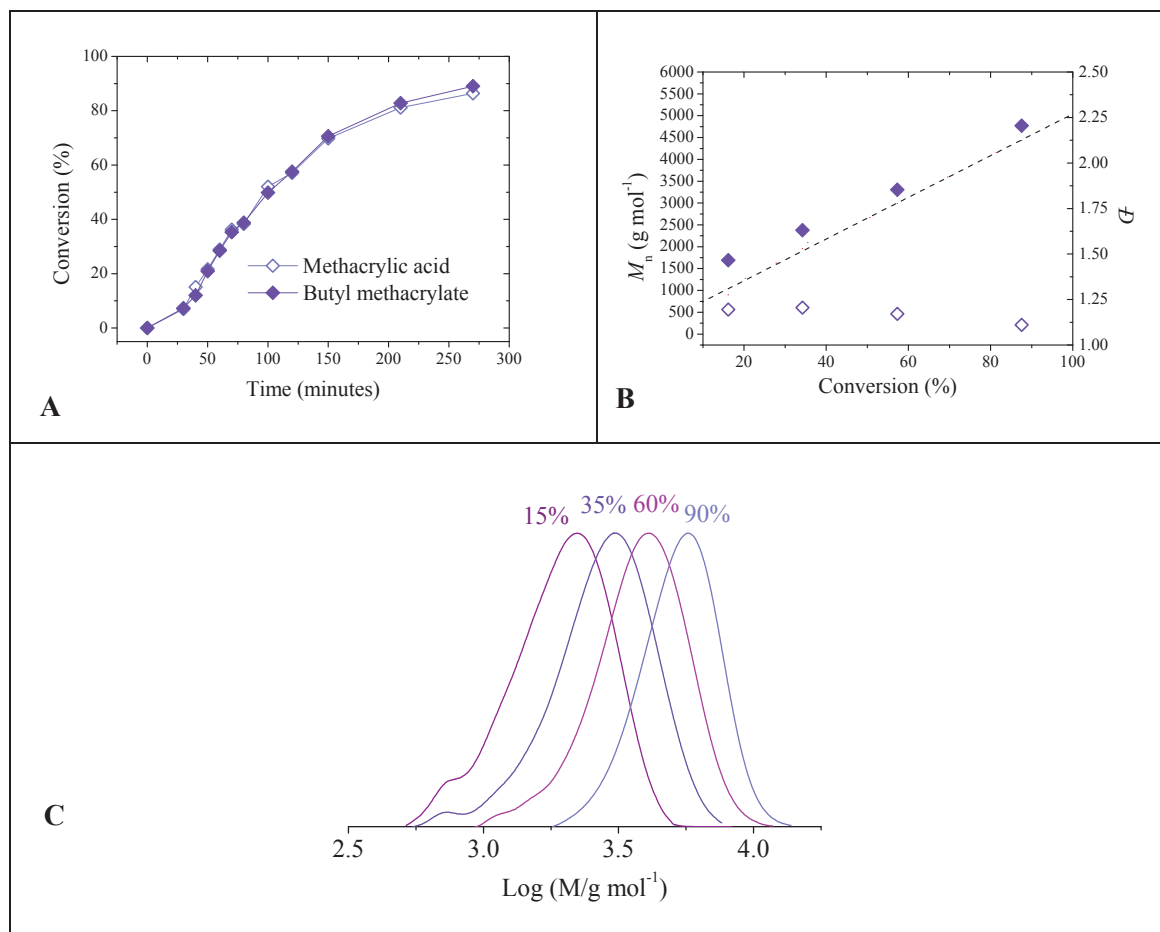 100
80
60
40
20
0
Conversion (%)
0 50 100 150 200 250 300
Time (minutes)
Methacrylic acid
Butyl methacrylate
A
6000
5500
5000
4500
4000
3500
3000
2500
2000
1500
1000
500
0
Mn (g mol⁻¹)
20 40 60 80 100
Conversion (%)
2.50
2.25
2.00
1.75
1.50
1.25
1.00
Đ
B
15% 35% 60% 90%
2.5 3.0 3.5 4.0
Log (M/g mol⁻¹)
C